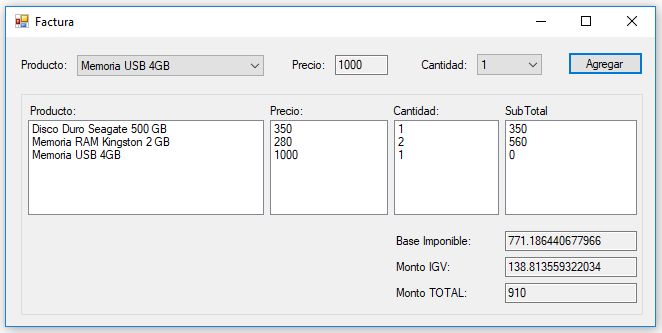 Factura
Producto: Memoria USB 4GB Precio: 1000 Cantidad: 1 Agregar
Producto: Precio: Cantidad: SubTotal
Disco Duro Seagate 500 GB 350 1 350
Memoria RAM Kingston 2 GB 280 2 560
Memoria USB 4GB 1000 1 0
Base Imponible: 771.186440677966
Monto IGV: 138.813559322034
Monto TOTAL: 910